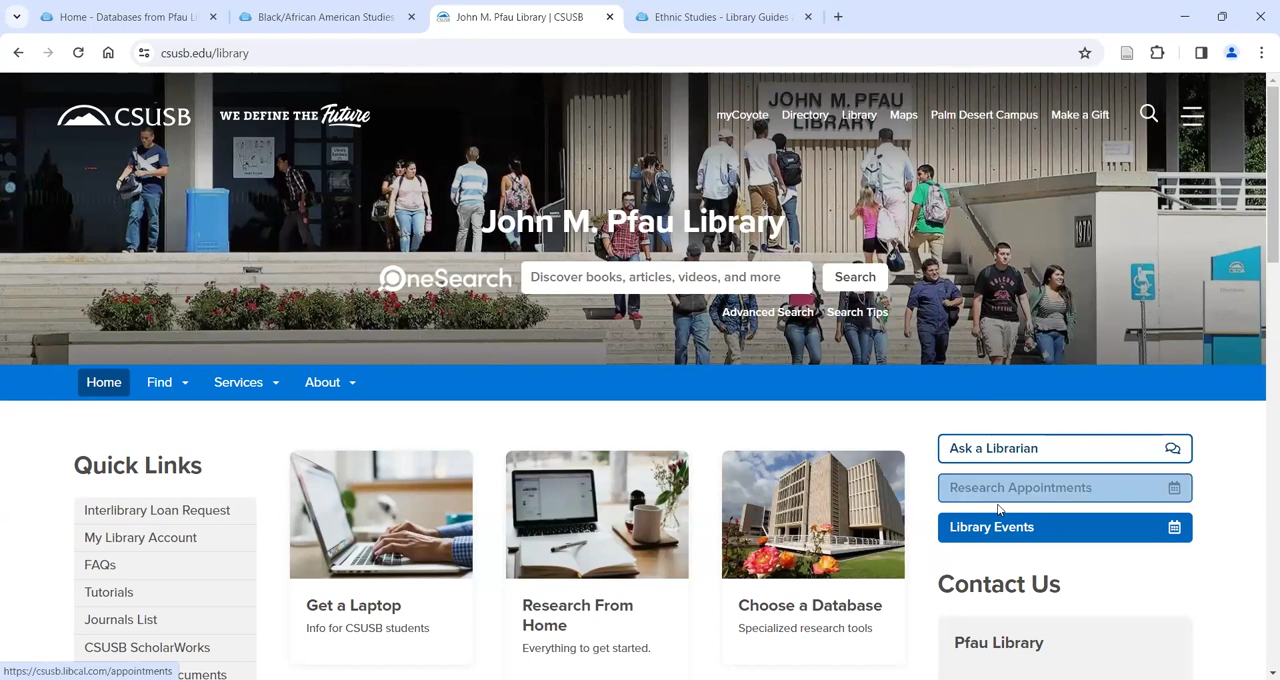 Home - Databases from Pfau Li
Black/African American Studies
John M. Pfau Library | CSUSB
Ethnic Studies - Library Guides
csusb.edu/library
CSUSB
WE DEFINE THE Future
JOHN M. PFAU
LIBRARY
myCoyote
Directory
Library
Maps
Palm Desert Campus
Make a Gift
John M. Pfau Library
OneSearch
Discover books, articles, videos, and more
Search
Advanced Search
Search Tips
Home
Find
Services
About
Quick Links
Interlibrary Loan Request
My Library Account
FAQs
Tutorials
Journals List
CSUSB ScholarWorks
cuments
Get a Laptop
Info for CSUSB students
Research From
Home
Everything to get started.
Choose a Database
Specialized research tools
Ask a Librarian
Research Appointments
Library Events
Contact Us
Pfau Library
https://csusb.libcal.com/appointments